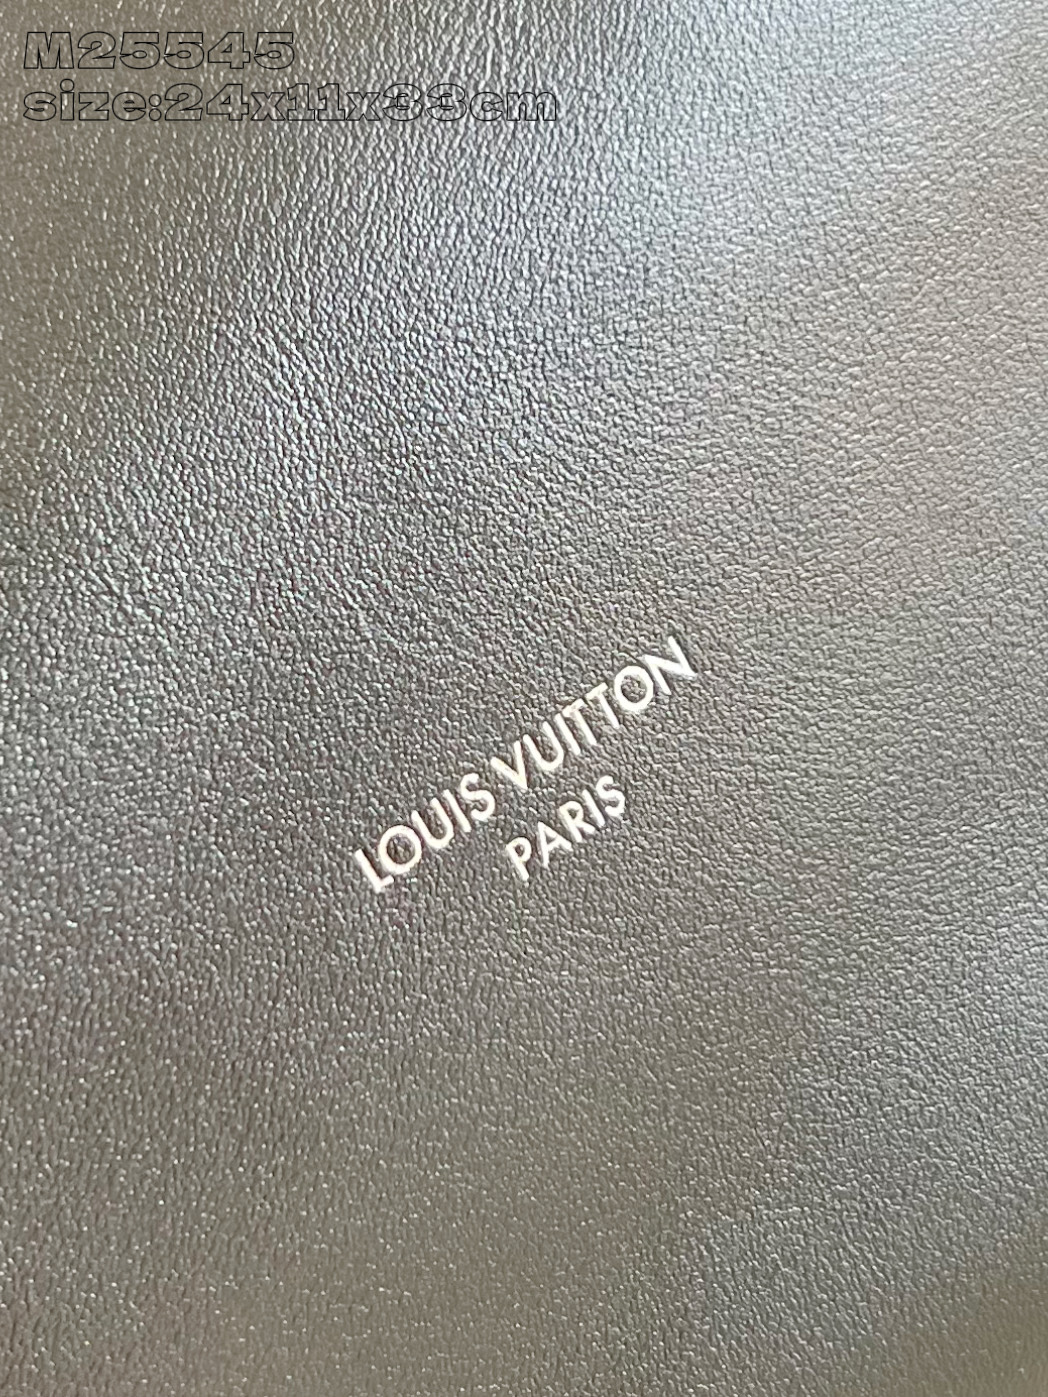 M25545
size:24x11x33cm
LOUIS VUITTON
PARIS